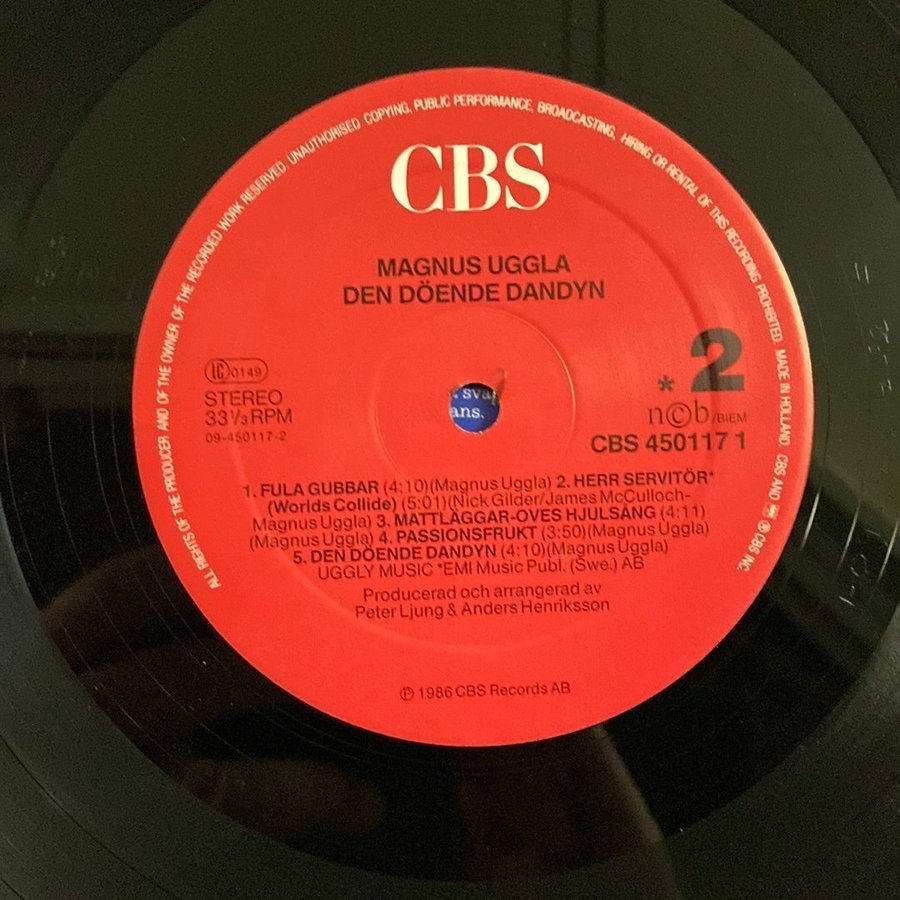 ALL RIGHTS OF THE PRODUCER AND OF THE OWNER OF THE RECORDED WORK RESERVED. UNAUTHORISED COPYING, PUBLIC PERFORMANCE, BROADCASTING, HIRING OR RENTAL OF THIS RECORDING PROHIBITED. MADE IN HOLLAND. CBS AND ℗ CBS INC.
CBS
MAGNUS UGGLA
DEN DÖENDE DANDYN
LC 0149
STEREO
33⅓ RPM
09-450117-2
* 2
n©b/BIEM
CBS 450117 1
. sva
ans.
1. FULA GUBBAR (4:10)(Magnus Uggla) 2. HERR SERVITÖR*
(Worlds Collide) (5:01)(Nick Gilder/James McCulloch-
Magnus Uggla) 3. MATTLÄGGAR-OVES HJULSÅNG (4:11)
(Magnus Uggla) 4. PASSIONSFRUKT (3:50)(Magnus Uggla)
5. DEN DÖENDE DANDYN (4:10)(Magnus Uggla)
UGGLY MUSIC *EMI Music Publ. (Swe.) AB
Producerad och arrangerad av
Peter Ljung & Anders Henriksson
℗ 1986 CBS Records AB